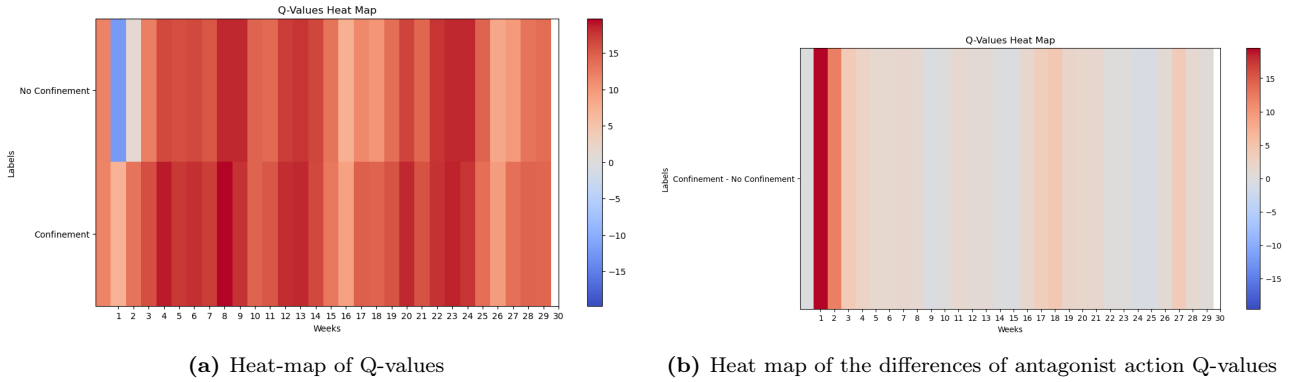 Q-Values Heat Map
No Confinement
Confinement
Labels
1 2 3 4 5 6 7 8 9 10 11 12 13 14 15 16 17 18 19 20 21 22 23 24 25 26 27 28 29 30
Weeks
15
10
5
0
−5
−10
−15
(a) Heat-map of Q-values
Q-Values Heat Map
Confinement - No Confinement
Labels
1 2 3 4 5 6 7 8 9 10 11 12 13 14 15 16 17 18 19 20 21 22 23 24 25 26 27 28 29 30
Weeks
15
10
5
0
−5
−10
−15
(b) Heat map of the differences of antagonist action Q-values